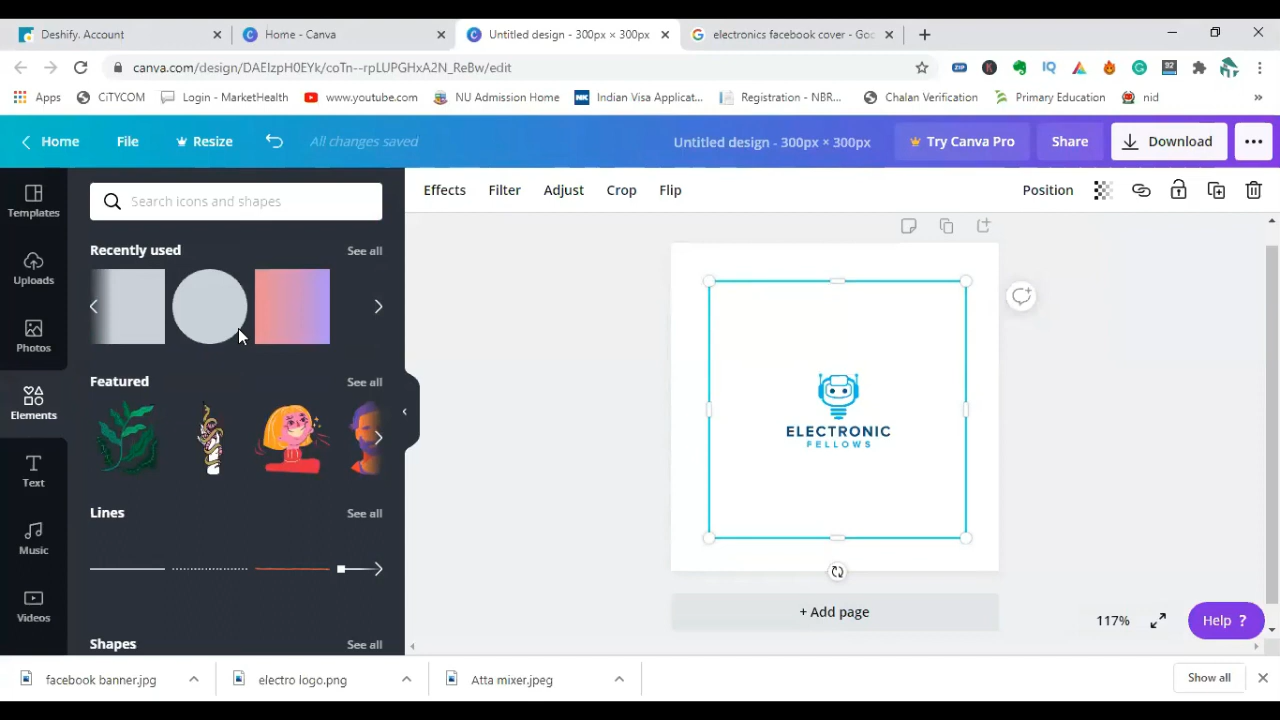 Deshify. Account
Home - Canva
Untitled design - 300px × 300px
electronics facebook cover - Goo
canva.com/design/DAEIzpH0EYk/coTn--rpLUPGHxA2N_ReBw/edit
ZIP
K
IQ
92
Apps
CiTYCOM
Login - MarketHealth
www.youtube.com
NU Admission Home
NK
Indian Visa Applicat...
Registration - NBR...
Chalan Verification
Primary Education
nid
»
Home
File
Resize
All changes saved
Untitled design - 300px × 300px
Try Canva Pro
Share
Download
Templates
Uploads
Photos
Elements
Text
Music
Videos
Search icons and shapes
Recently used
See all
Featured
See all
Lines
See all
Shapes
See all
Effects
Filter
Adjust
Crop
Flip
Position
ELECTRONIC
FELLOWS
+ Add page
117%
Help ?
facebook banner.jpg
electro logo.png
Atta mixer.jpeg
Show all